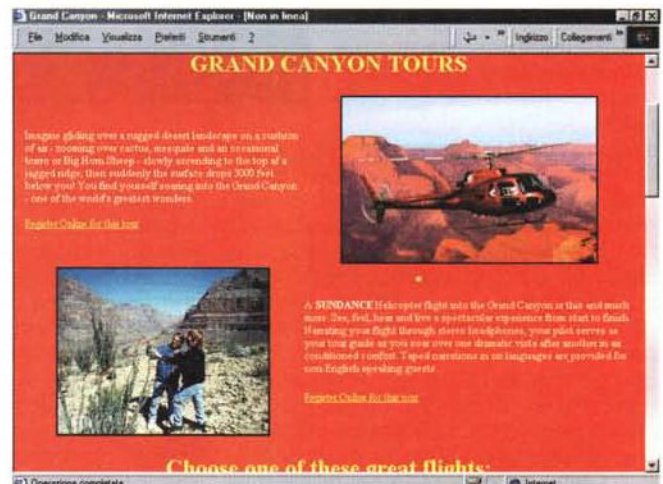 Grand Canyon - Microsoft Internet Explorer - [Non in linea]
File Modifica Visualizza Preferiti Strumenti ?
Indirizzo Collegamenti
GRAND CANYON TOURS
Imagine gliding over a rugged desert landscape on a cushion
of air - zooming over cactus, mesquite and an occasional
burro or Big Horn Sheep - slowly ascending to the top of a
jagged ridge, then suddenly the surface drops 3000 feet
below you! You find yourself soaring into the Grand Canyon
- one of the world's greatest wonders.
Register Online for this tour
A SUNDANCE Helicopter flight into the Grand Canyon is this and much
more. See, feel, hear and live a spectacular experience from start to finish.
Narrating your flight through stereo headphones, your pilot serves as
your tour guide as you soar over one dramatic vista after another in air
conditioned comfort. Taped narrations in six languages are provided for
non English speaking guests.
Register Online for this tour
Choose one of these great flights:
Operazione completata
Internet